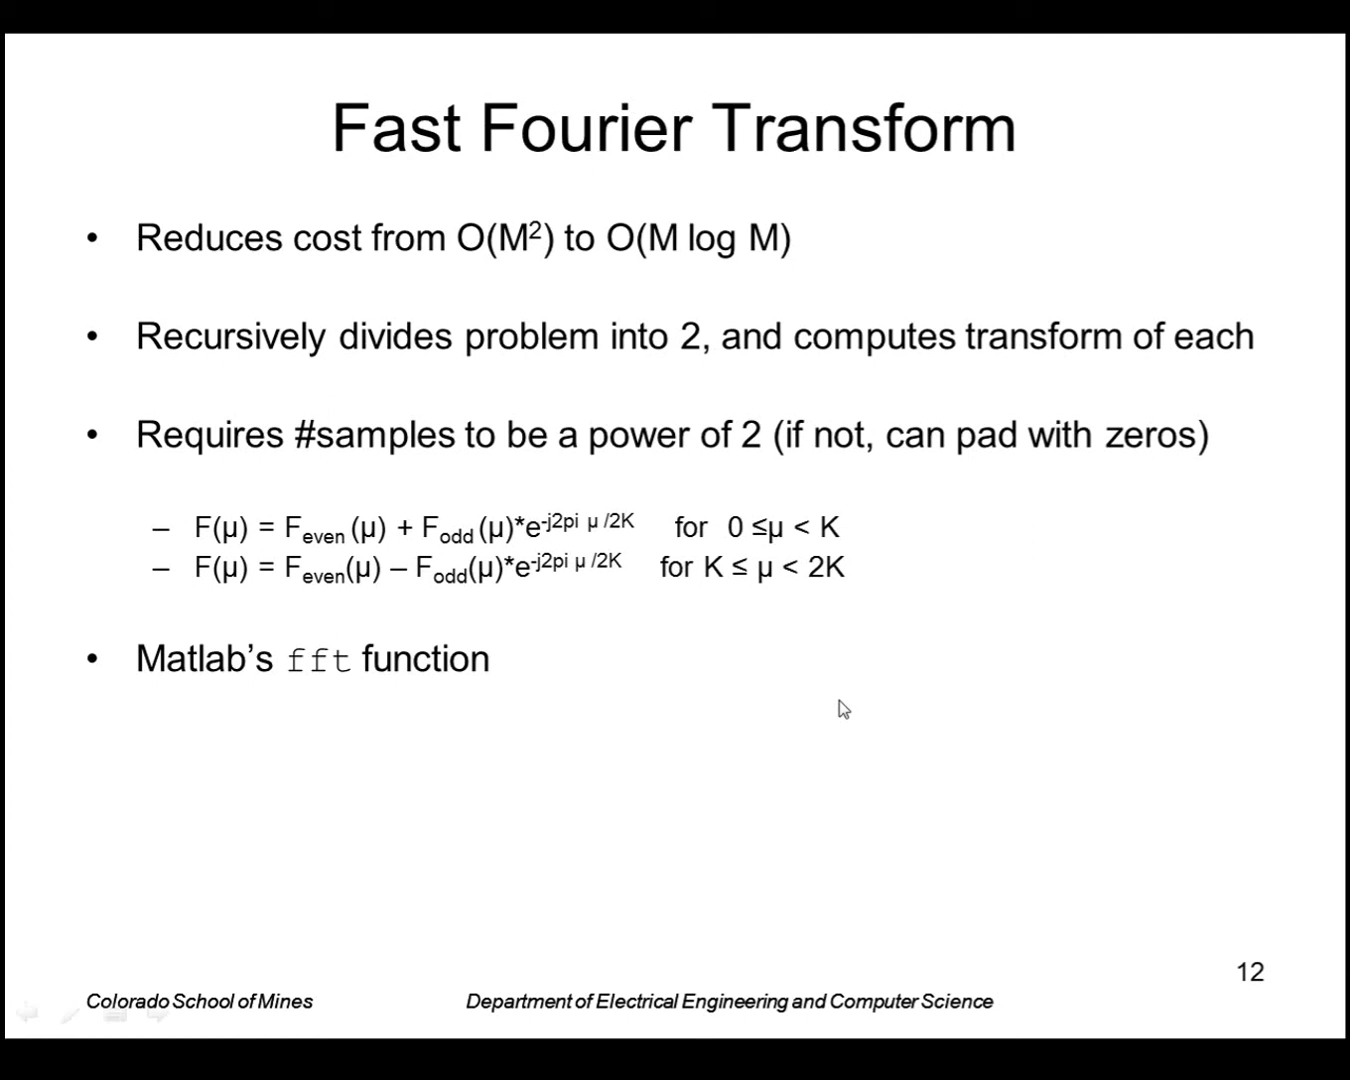 Fast Fourier Transform
• Reduces cost from O(M²) to O(M log M)
• Recursively divides problem into 2, and computes transform of each
• Requires #samples to be a power of 2 (if not, can pad with zeros)
– F(μ) = Feven (μ) + Fodd (μ)*e-j2pi μ /2K for 0 ≤μ < K
– F(μ) = Feven(μ) – Fodd(μ)*e-j2pi μ /2K for K ≤ μ < 2K
• Matlab’s fft function
12
Colorado School of Mines Department of Electrical Engineering and Computer Science